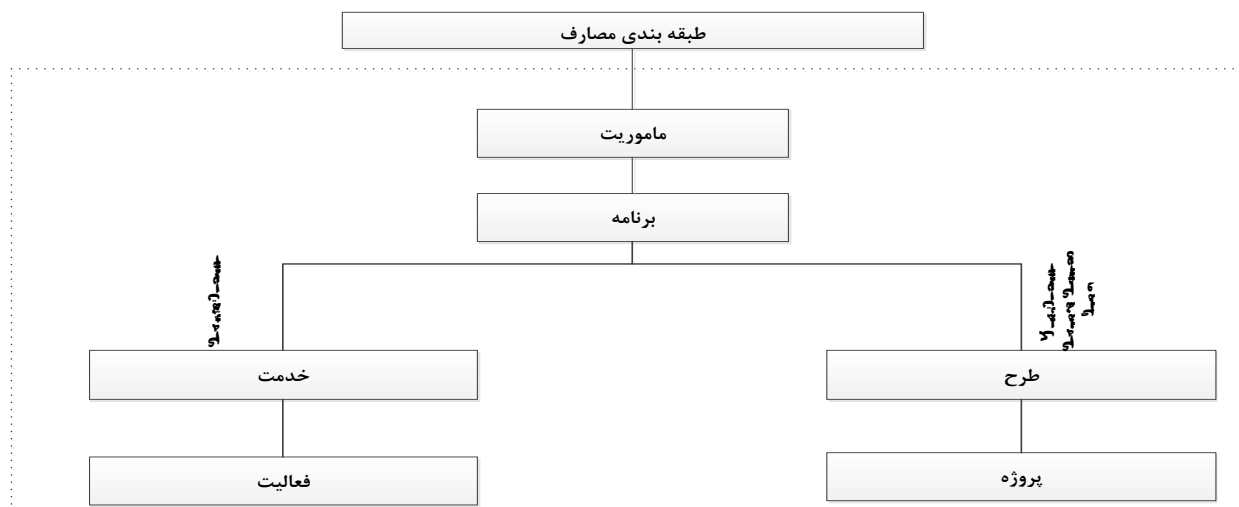 طبقه بندی مصارف
ماموریت
برنامه
طرح
خدمت
پروژه
فعالیت